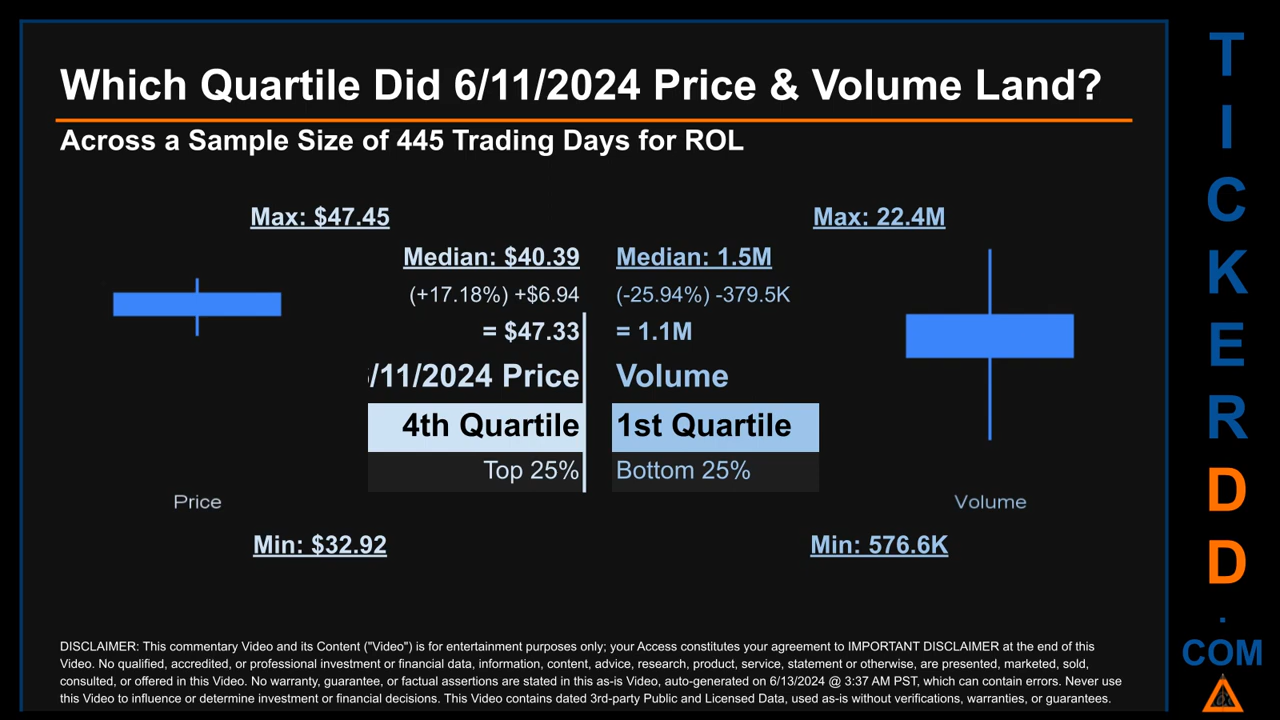 Which Quartile Did 6/11/2024 Price & Volume Land?
Across a Sample Size of 445 Trading Days for ROL
Max: $47.45
Max: 22.4M
Median: $40.39
Median: 1.5M
(+17.18%) +$6.94
(-25.94%) -379.5K
= $47.33
= 1.1M
/11/2024 Price
Volume
4th Quartile
1st Quartile
Top 25%
Bottom 25%
Price
Volume
Min: $32.92
Min: 576.6K
DISCLAIMER: This commentary Video and its Content ("Video") is for entertainment purposes only; your Access constitutes your agreement to IMPORTANT DISCLAIMER at the end of this
Video. No qualified, accredited, or professional investment or financial data, information, content, advice, research, product, service, statement or otherwise, are presented, marketed, sold,
consulted, or offered in this Video. No warranty, guarantee, or factual assertions are stated in this as-is Video, auto-generated on 6/13/2024 @ 3:37 AM PST, which can contain errors. Never use
this Video to influence or determine investment or financial decisions. This Video contains dated 3rd-party Public and Licensed Data, used as-is without verifications, warranties, or guarantees.
T
I
C
K
E
R
D
D
.
COM